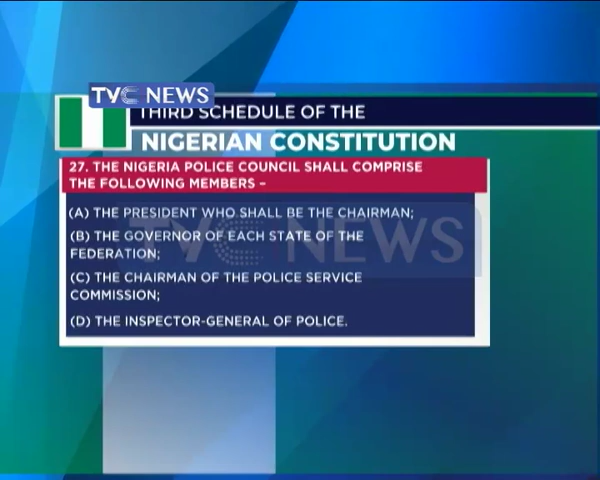 TVC NEWS
THIRD SCHEDULE OF THE
NIGERIAN CONSTITUTION
27. THE NIGERIA POLICE COUNCIL SHALL COMPRISE
THE FOLLOWING MEMBERS –
(A) THE PRESIDENT WHO SHALL BE THE CHAIRMAN;
(B) THE GOVERNOR OF EACH STATE OF THE
FEDERATION;
(C) THE CHAIRMAN OF THE POLICE SERVICE
COMMISSION;
(D) THE INSPECTOR-GENERAL OF POLICE.
TVC NEWS